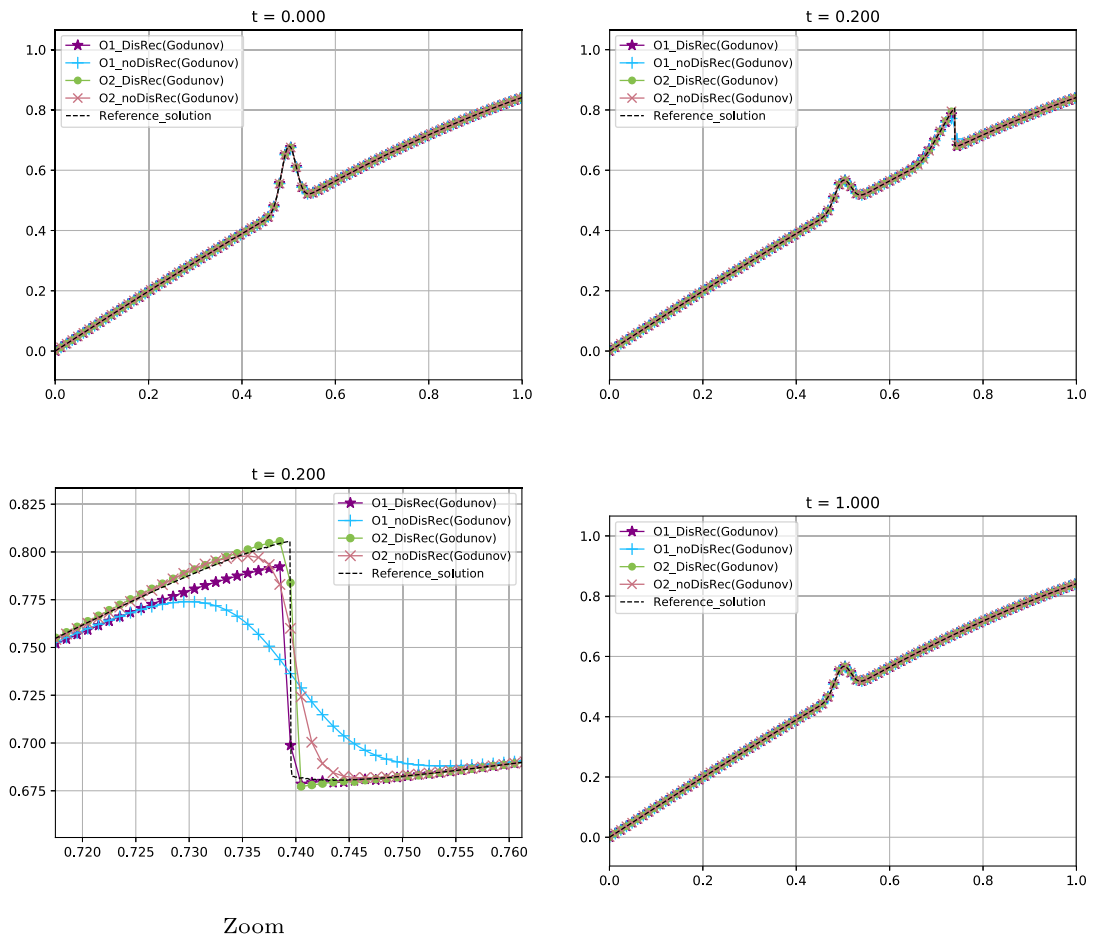 t = 0.000
O1_DisRec(Godunov)
O1_noDisRec(Godunov)
O2_DisRec(Godunov)
O2_noDisRec(Godunov)
Reference_solution
1.0
0.8
0.6
0.4
0.2
0.0
0.0 0.2 0.4 0.6 0.8 1.0
t = 0.200
O1_DisRec(Godunov)
O1_noDisRec(Godunov)
O2_DisRec(Godunov)
O2_noDisRec(Godunov)
Reference_solution
1.0
0.8
0.6
0.4
0.2
0.0
0.0 0.2 0.4 0.6 0.8 1.0
t = 0.200
O1_DisRec(Godunov)
O1_noDisRec(Godunov)
O2_DisRec(Godunov)
O2_noDisRec(Godunov)
Reference_solution
0.825
0.800
0.775
0.750
0.725
0.700
0.675
0.720 0.725 0.730 0.735 0.740 0.745 0.750 0.755 0.760
Zoom
t = 1.000
O1_DisRec(Godunov)
O1_noDisRec(Godunov)
O2_DisRec(Godunov)
O2_noDisRec(Godunov)
Reference_solution
1.0
0.8
0.6
0.4
0.2
0.0
0.0 0.2 0.4 0.6 0.8 1.0